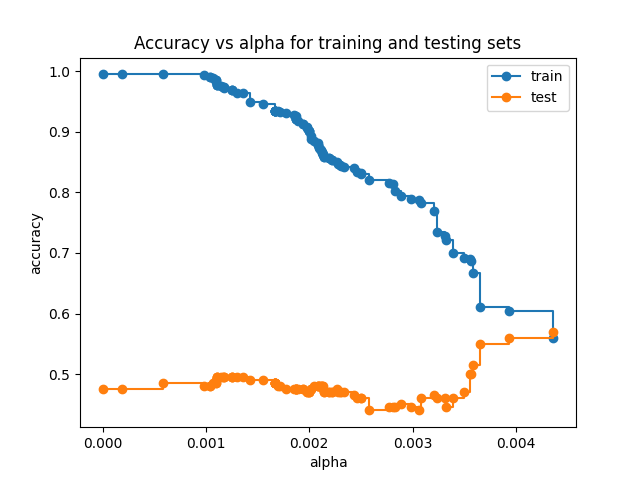 Accuracy vs alpha for training and testing sets
train
test
1.0
0.9
0.8
0.7
0.6
0.5
accuracy
0.000
0.001
0.002
0.003
0.004
alpha